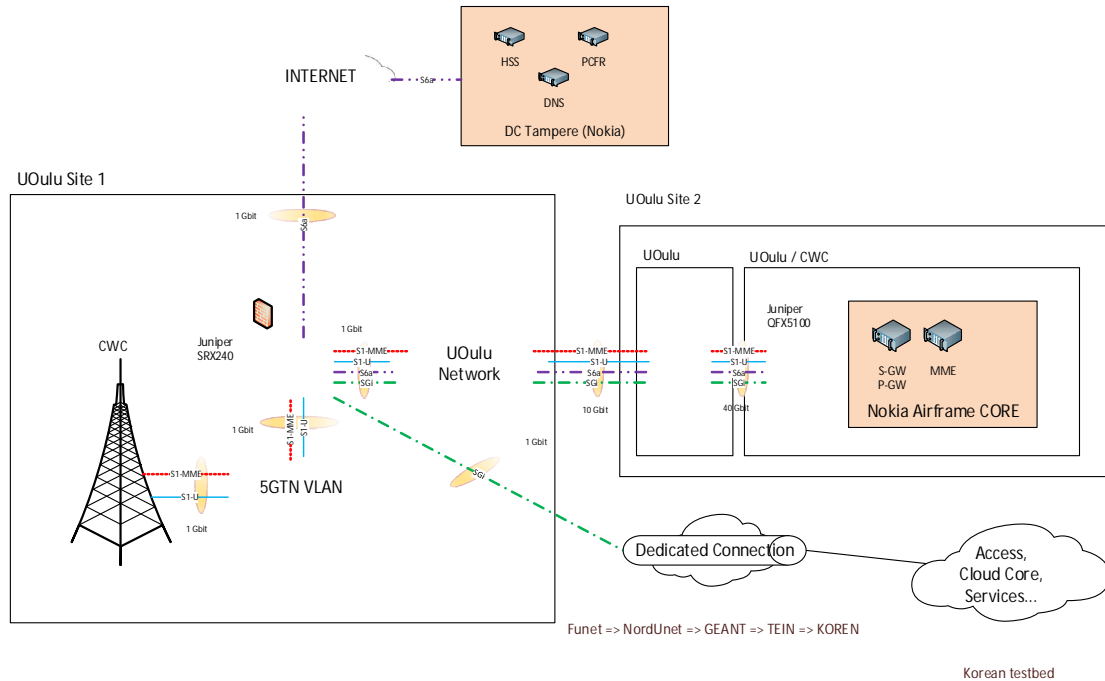 HSS
PCFR
DNS
DC Tampere (Nokia)
INTERNET
S6a
UOulu Site 1
1 Gbit
S6a
Juniper
SRX240
CWC
1 Gbit
S1-MME
S1-U
S6a
SGi
UOulu
Network
1 Gbit
S1-MME
S1-U
5GTN VLAN
S1-MME
S1-U
1 Gbit
S1-MME
S1-U
S6a
SGi
10 Gbit
1 Gbit
SGi
UOulu Site 2
UOulu
UOulu / CWC
Juniper
QFX5100
S1-MME
S1-U
S6a
SGi
40 Gbit
S-GW
P-GW
MME
Nokia Airframe CORE
Dedicated Connection
Access,
Cloud Core,
Services...
Funet => NordUnet => GEANT => TEIN => KOREN
Korean testbed